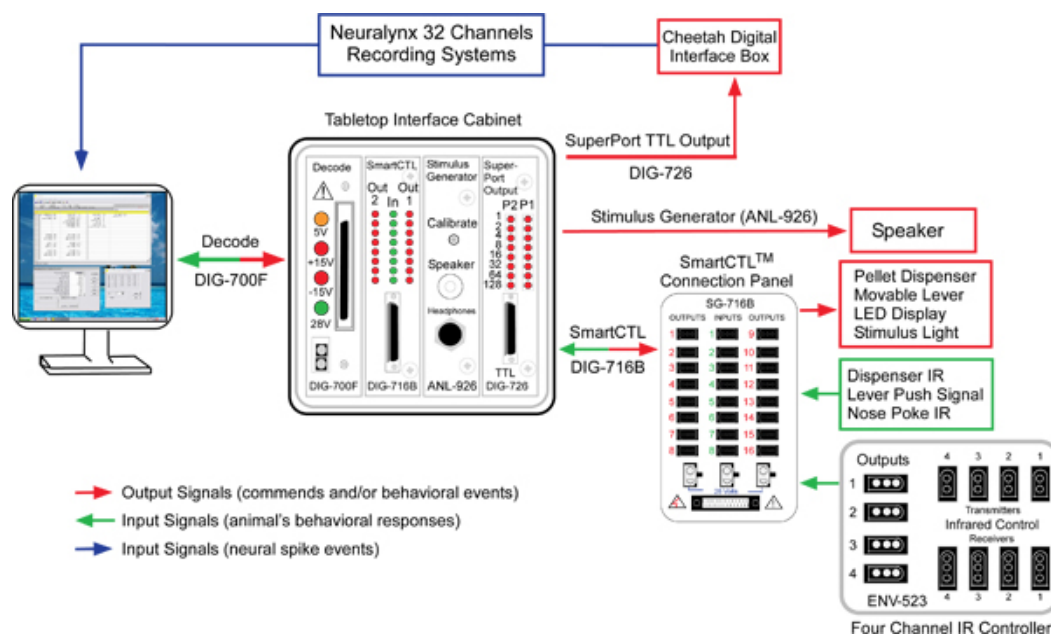 Neuralynx 32 Channels
Recording Systems
Cheetah Digital
Interface Box
Tabletop Interface Cabinet
SuperPort TTL Output
DIG-726
Decode
5V
+15V
-15V
28V
DIG-700F
SmartCTL
Out Out
2 In 1
DIG-716B
Stimulus
Generator
Calibrate
Speaker
Headphones
ANL-926
Super-
Port
Output
P2 P1
1
2
4
8
16
32
64
128
TTL
DIG-726
Decode
DIG-700F
Stimulus Generator (ANL-926)
Speaker
SmartCTL
DIG-716B
SmartCTL™
Connection Panel
SG-716B
OUTPUTS INPUTS OUTPUTS
1 1 9
2 2 10
3 3 11
4 4 12
5 5 13
6 6 14
7 7 15
8 8 16
28 Volts
Pellet Dispenser
Movable Lever
LED Display
Stimulus Light
Dispenser IR
Lever Push Signal
Nose Poke IR
Outputs
1
2
3
4
4 3 2 1
Transmitters
Infrared Control
Receivers
4 3 2 1
ENV-523
Four Channel IR Controller
Output Signals (commends and/or behavioral events)
Input Signals (animal's behavioral responses)
Input Signals (neural spike events)